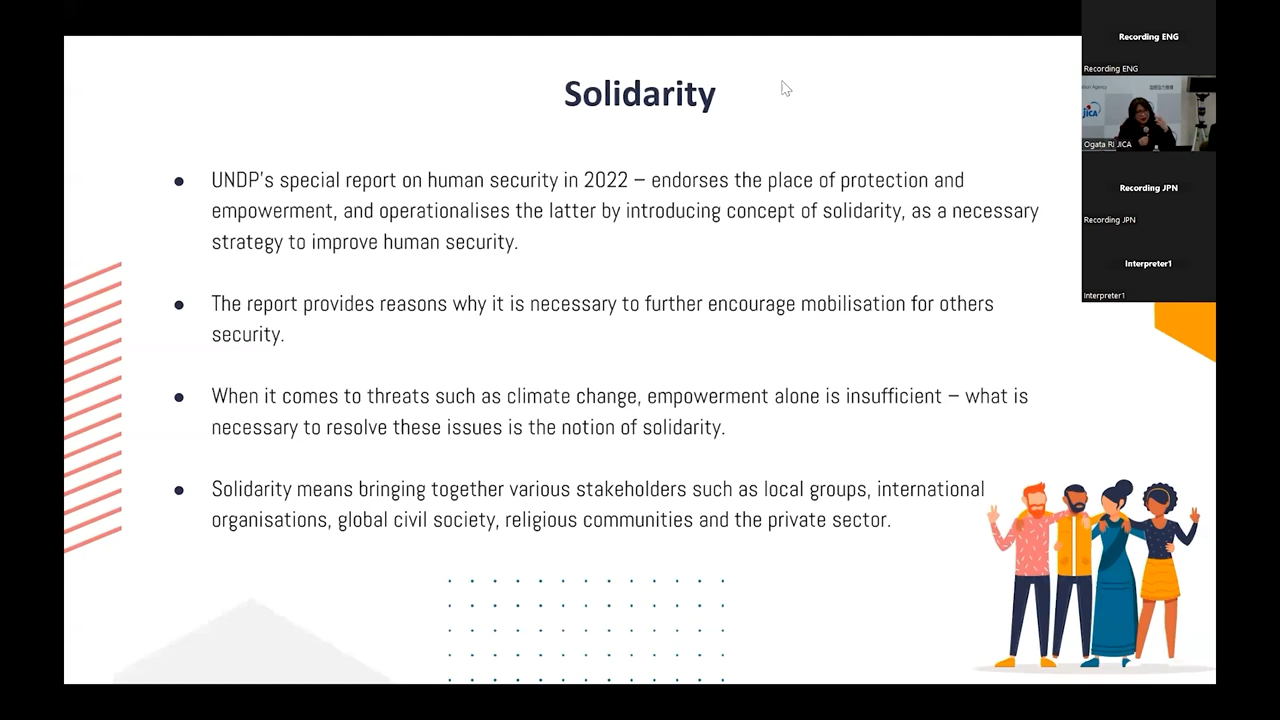 Solidarity
UNDP's special report on human security in 2022 – endorses the place of protection and
empowerment, and operationalises the latter by introducing concept of solidarity, as a necessary
strategy to improve human security.
The report provides reasons why it is necessary to further encourage mobilisation for others
security.
When it comes to threats such as climate change, empowerment alone is insufficient – what is
necessary to resolve these issues is the notion of solidarity.
Solidarity means bringing together various stakeholders such as local groups, international
organisations, global civil society, religious communities and the private sector.
Recording ENG
Recording ENG
Agency
JICA
Ogata RI JICA
Recording JPN
Recording JPN
Interpreter1
Interpreter1